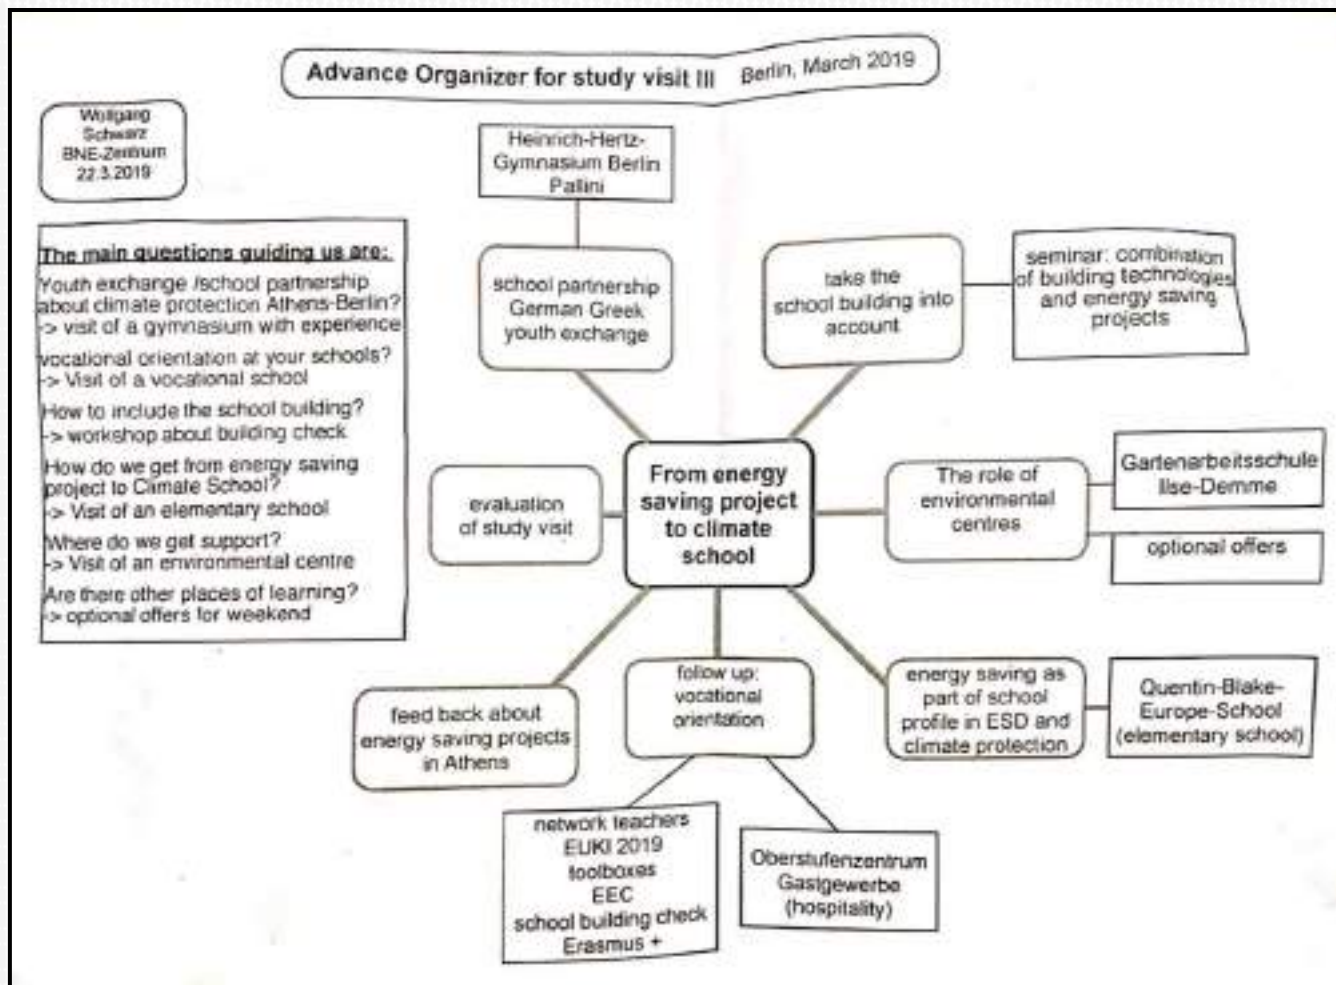 Advance Organizer for study visit III Berlin, March 2019
Wolfgang
Schwarz
BNE-Zentrum
22.3.2019
The main questions guiding us are:
Youth exchange /school partnership
about climate protection Athens-Berlin?
-> visit of a gymnasium with experience
vocational orientation at your schools?
-> Visit of a vocational school
How to include the school building?
-> workshop about building check
How do we get from energy saving
project to Climate School?
-> Visit of an elementary school
Where do we get support?
-> Visit of an environmental centre
Are there other places of learning?
-> optional offers for weekend
Heinrich-Hertz-
Gymnasium Berlin
Pallini
school partnership
German Greek
youth exchange
take the
school building into
account
seminar: combination
of building technologies
and energy saving
projects
evaluation
of study visit
From energy
saving project
to climate
school
The role of
environmental
centres
Gartenarbeitsschule
Ilse-Demme
optional offers
feed back about
energy saving projects
in Athens
follow up:
vocational
orientation
energy saving as
part of school
profile in ESD and
climate protection
Quentin-Blake-
Europe-School
(elementary school)
network teachers
EUKI 2019
toolboxes
EEC
school building check
Erasmus +
Oberstufenzentrum
Gastgewerbe
(hospitality)